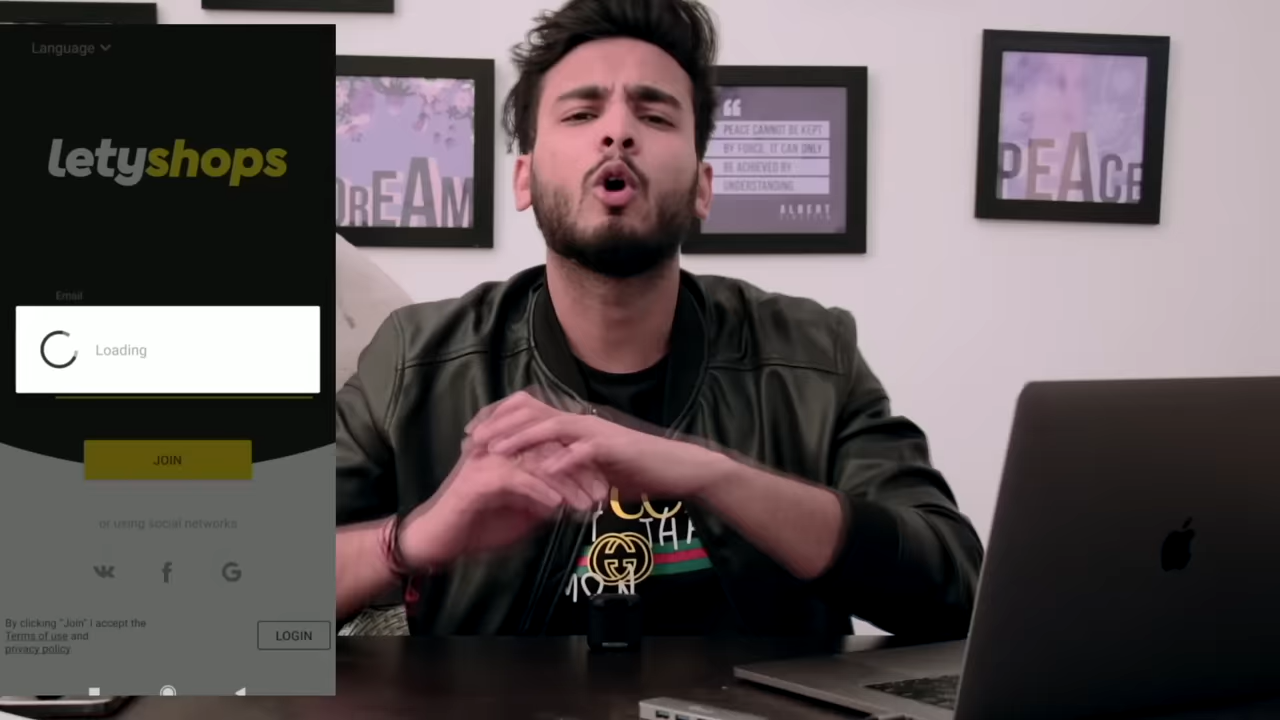 Language
letyshops
Email
Loading
JOIN
or using social networks
By clicking "Join" I accept the
Terms of use and
privacy policy
LOGIN
DREAM
PEACE CANNOT BE KEPT
BY FORCE. IT CAN ONLY
BE ACHIEVED BY
UNDERSTANDING
ALBERT
PEACE